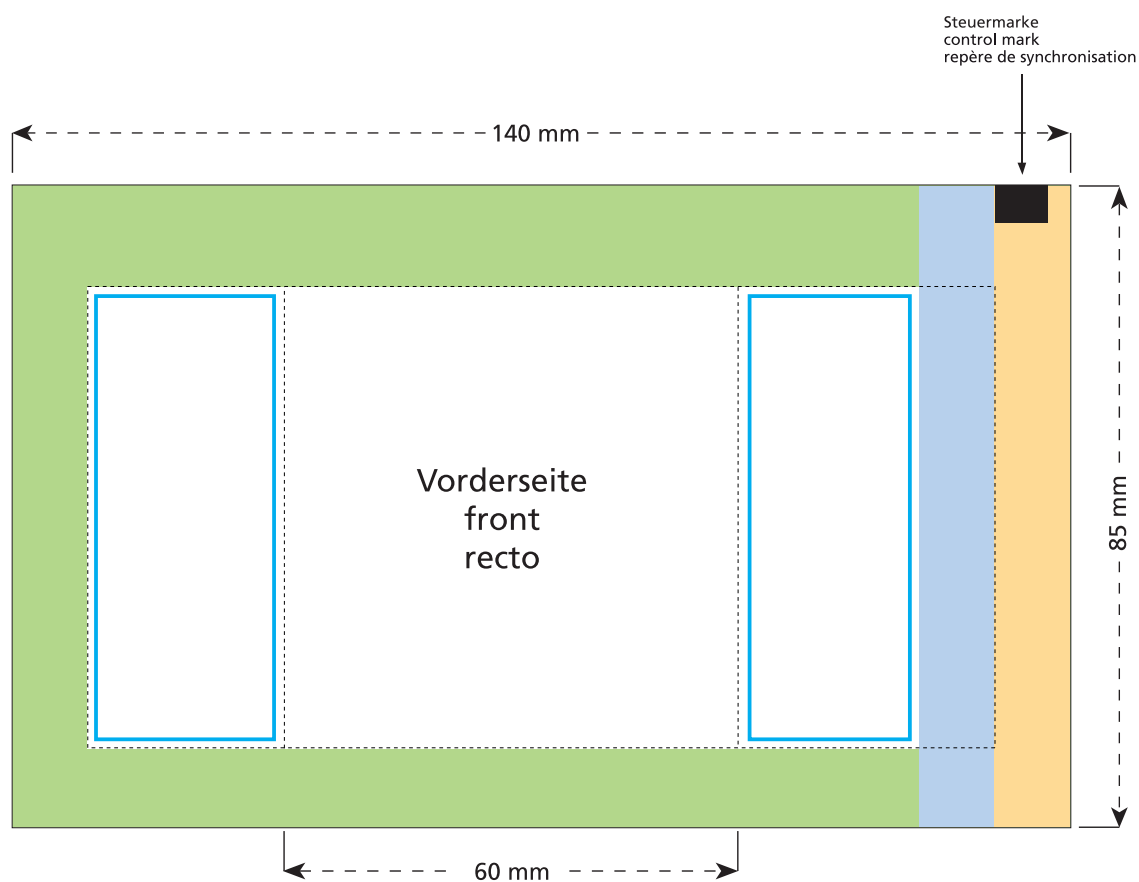 Steuermarke
control mark
repère de synchronisation
140 mm
Vorderseite
front
recto
85 mm
60 mm